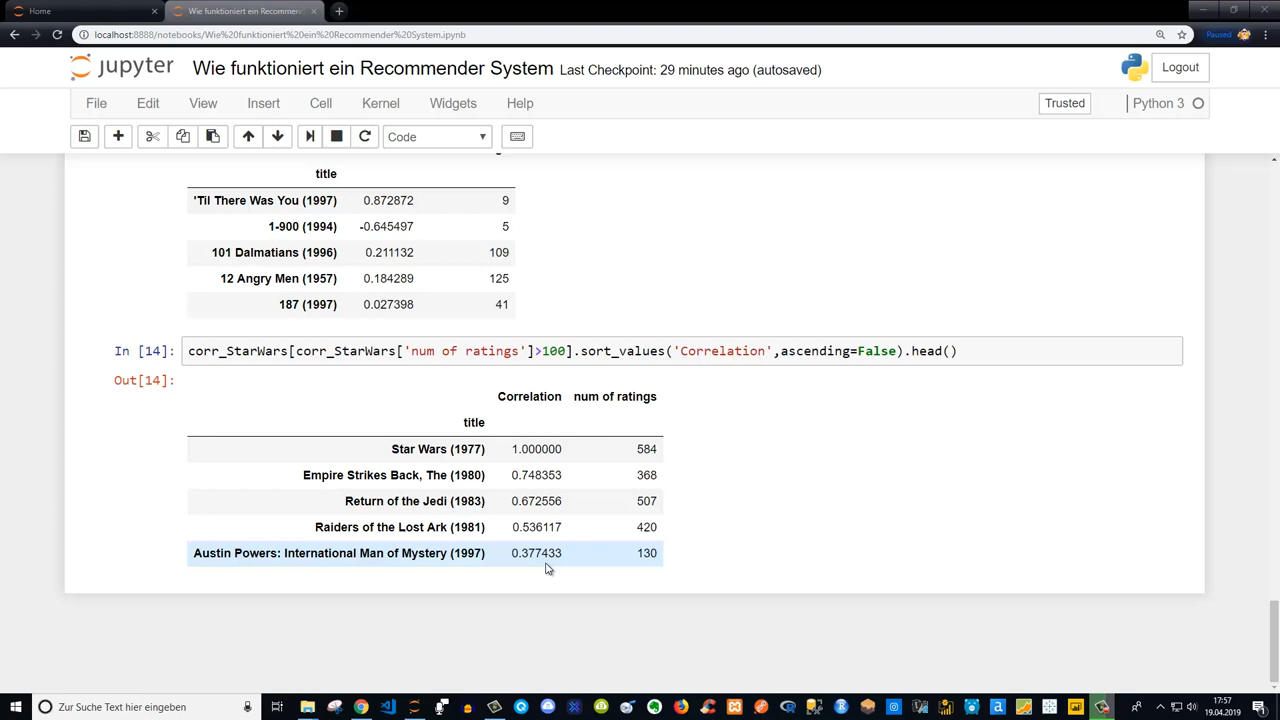 Home
Wie funktioniert ein Recommend
localhost:8888/notebooks/Wie%20funktioniert%20ein%20Recommender%20System.ipynb
Paused
jupyter Wie funktioniert ein Recommender System Last Checkpoint: 29 minutes ago (autosaved)
Logout
File Edit View Insert Cell Kernel Widgets Help
Trusted
Python 3
Code
title
'Til There Was You (1997) 0.872872 9
1-900 (1994) -0.645497 5
101 Dalmatians (1996) 0.211132 109
12 Angry Men (1957) 0.184289 125
187 (1997) 0.027398 41
In [14]: corr_StarWars[corr_StarWars['num of ratings']>100].sort_values('Correlation',ascending=False).head()
Out[14]:
Correlation num of ratings
title
Star Wars (1977) 1.000000 584
Empire Strikes Back, The (1980) 0.748353 368
Return of the Jedi (1983) 0.672556 507
Raiders of the Lost Ark (1981) 0.536117 420
Austin Powers: International Man of Mystery (1997) 0.377433 130
Zur Suche Text hier eingeben
17:57
19.04.2019